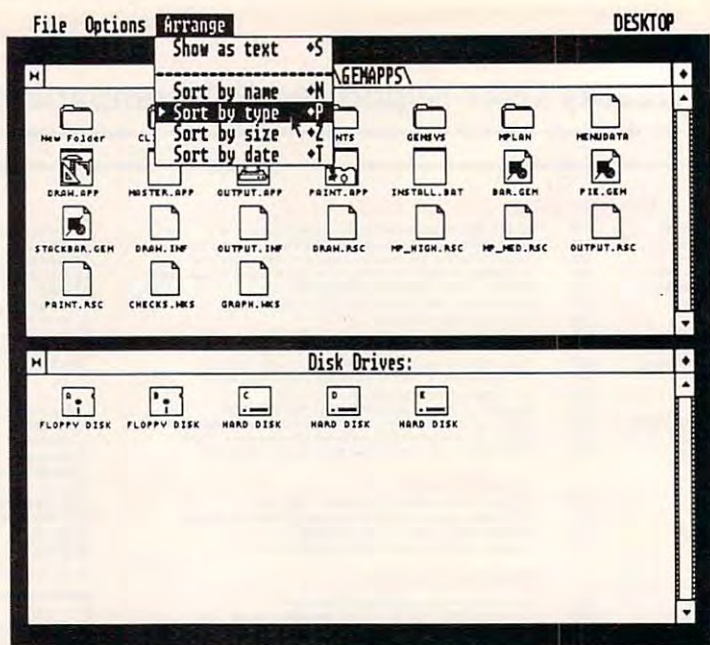 File Options Arrange DESKTOP
Show as text ◆S
\GEMAPPS\
Sort by name ◆N
Sort by type ◆P
Sort by size ◆Z
Sort by date ◆T
New Folder CL NTS GEMSYS MPLAN MENUDATA
DRAW.APP MASTER.APP OUTPUT.APP PAINT.APP INSTALL.BAT BAR.GEM PIE.GEM
STACKBAR.GEM DRAW.INF OUTPUT.INF DRAW.RSC MP_HIGH.RSC MP_MED.RSC OUTPUT.RSC
PAINT.RSC CHECKS.WKS GRAPH.WKS
Disk Drives:
A B C D E
FLOPPY DISK FLOPPY DISK HARD DISK HARD DISK HARD DISK